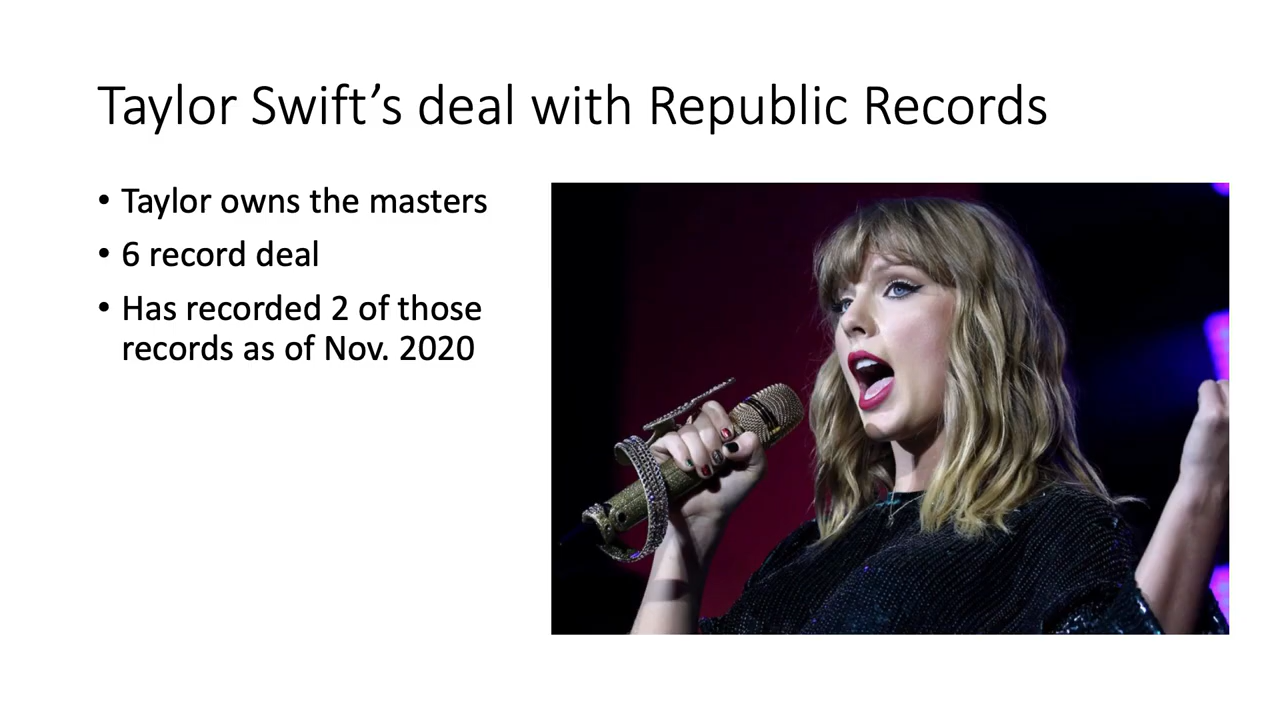 Taylor Swift’s deal with Republic Records
• Taylor owns the masters
• 6 record deal
• Has recorded 2 of those
records as of Nov. 2020